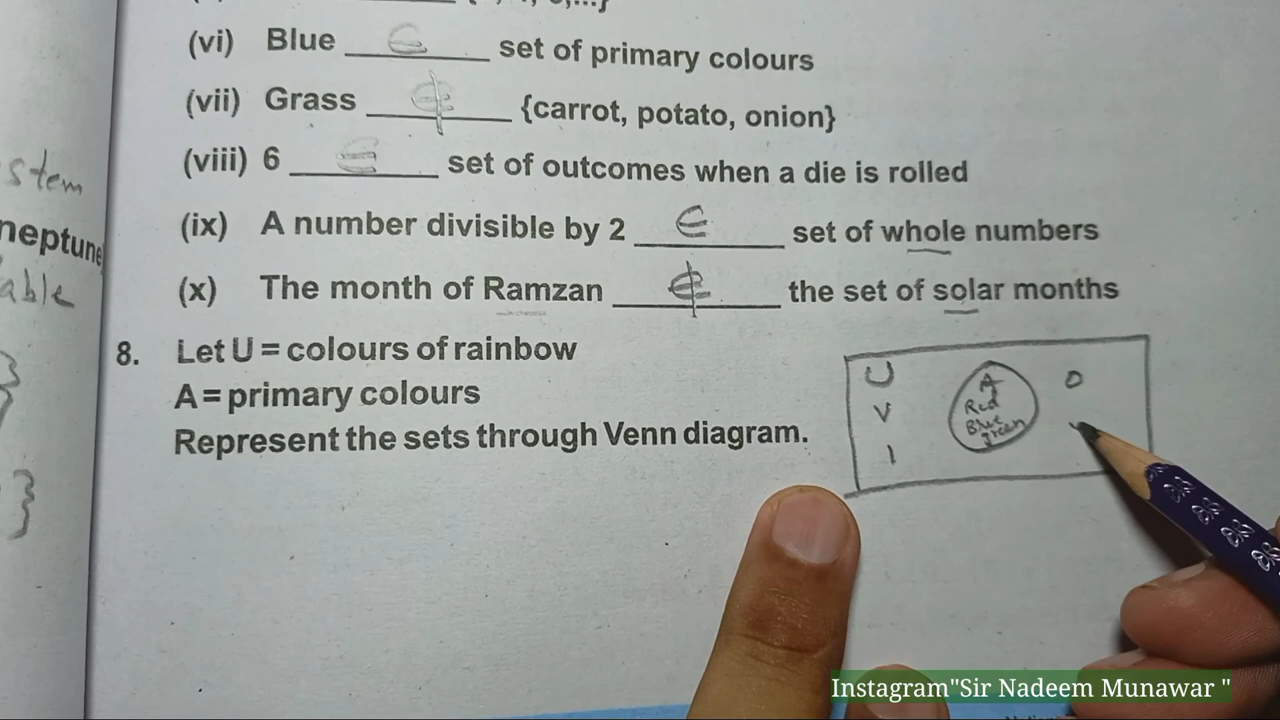 (vi) Blue ∈ set of primary colours
(vii) Grass ∉ {carrot, potato, onion}
(viii) 6 ∈ set of outcomes when a die is rolled
(ix) A number divisible by 2 ∈ set of whole numbers
(x) The month of Ramzan ∉ the set of solar months
8. Let U = colours of rainbow
A = primary colours
Represent the sets through Venn diagram.
U
V
I
A
Red
Blue
green
O
stem
neptune
able
}
}
Instagram"Sir Nadeem Munawar "